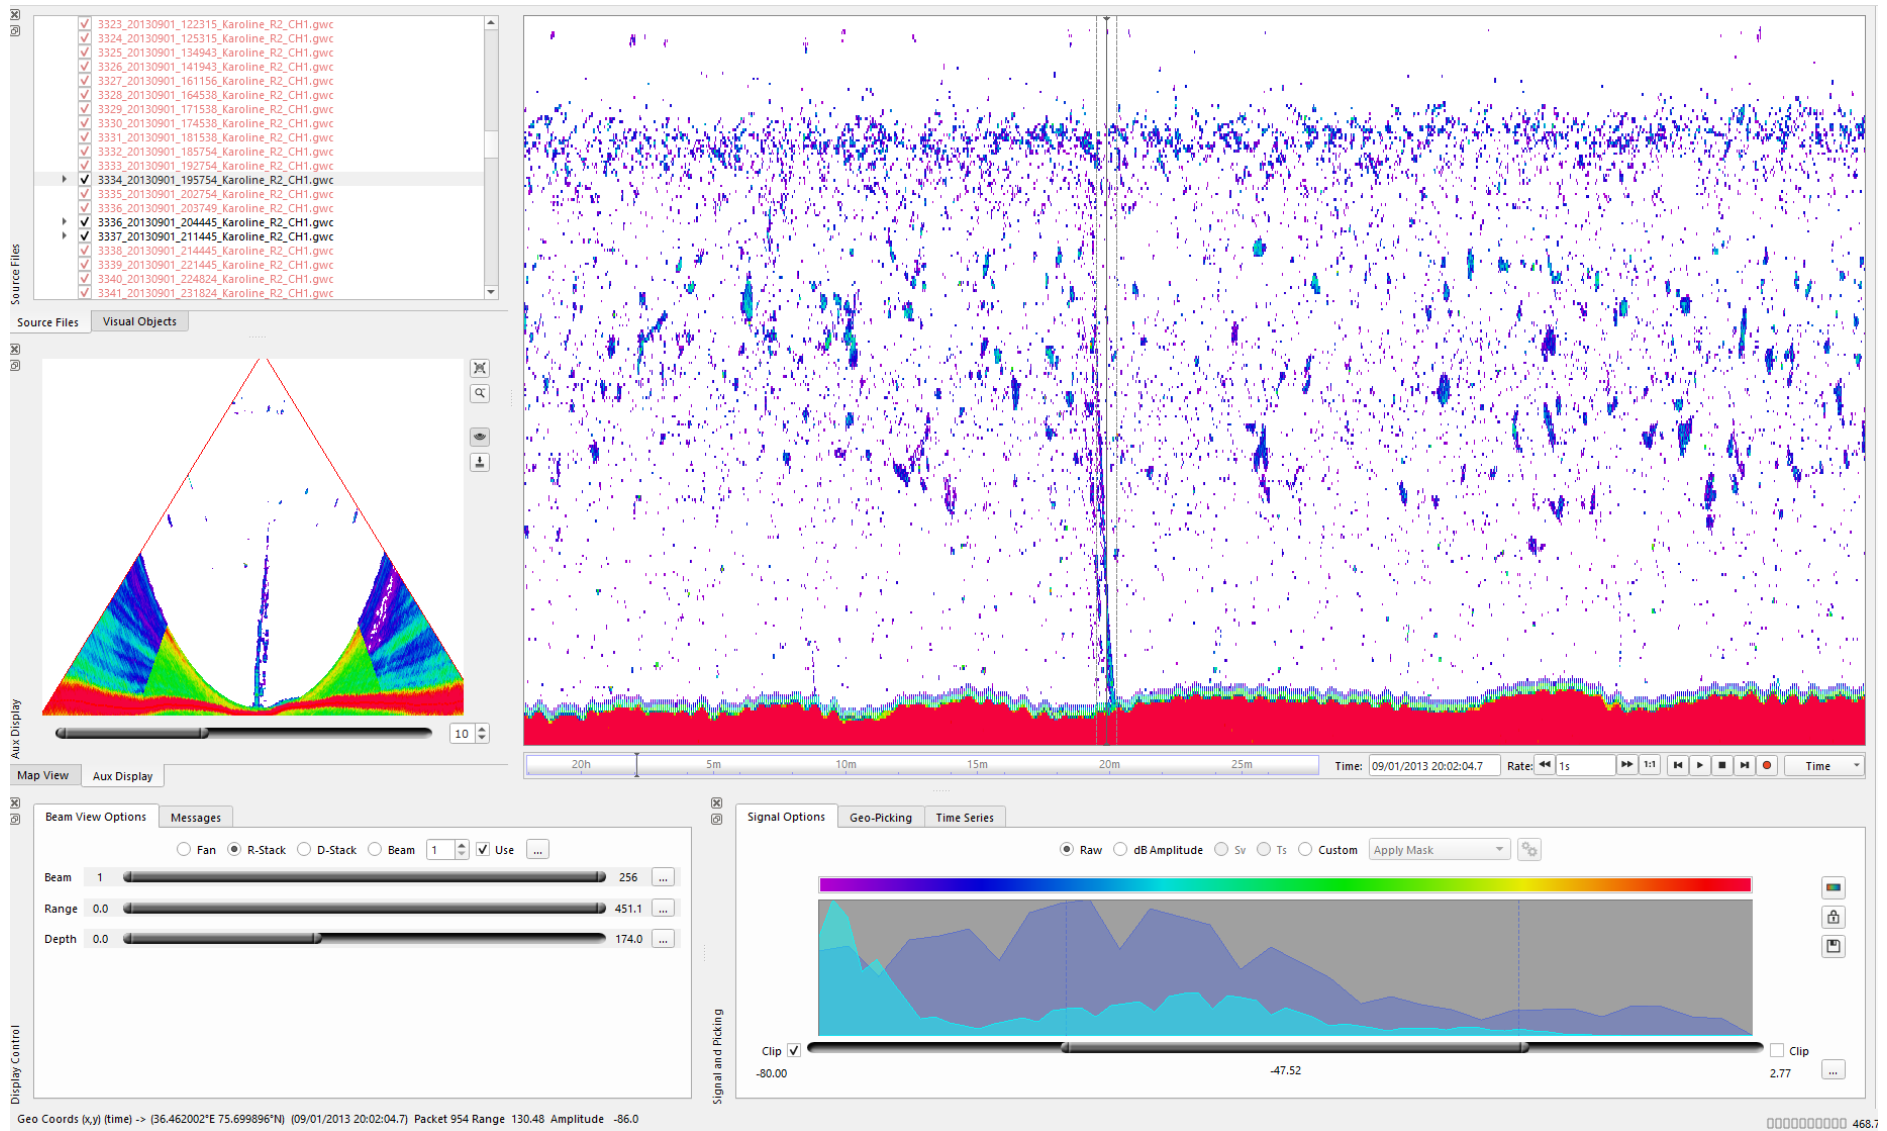 3323_20130901_122315_Karoline_R2_CH1.gwc
3324_20130901_125315_Karoline_R2_CH1.gwc
3325_20130901_134943_Karoline_R2_CH1.gwc
3326_20130901_141943_Karoline_R2_CH1.gwc
3327_20130901_161156_Karoline_R2_CH1.gwc
3328_20130901_164538_Karoline_R2_CH1.gwc
3329_20130901_171538_Karoline_R2_CH1.gwc
3330_20130901_174538_Karoline_R2_CH1.gwc
3331_20130901_181538_Karoline_R2_CH1.gwc
3332_20130901_185754_Karoline_R2_CH1.gwc
3333_20130901_192754_Karoline_R2_CH1.gwc
3334_20130901_195754_Karoline_R2_CH1.gwc
3335_20130901_202754_Karoline_R2_CH1.gwc
3336_20130901_203749_Karoline_R2_CH1.gwc
3336_20130901_204445_Karoline_R2_CH1.gwc
3337_20130901_211445_Karoline_R2_CH1.gwc
3338_20130901_214445_Karoline_R2_CH1.gwc
3339_20130901_221445_Karoline_R2_CH1.gwc
3340_20130901_224824_Karoline_R2_CH1.gwc
3341_20130901_231824_Karoline_R2_CH1.gwc
Source Files
Source Files Visual Objects
10
Aux Display
Map View Aux Display
20h 5m 10m 15m 20m 25m
Time: 09/01/2013 20:02:04.7 Rate: 1s 1:1 Time
Beam View Options Messages
Fan R-Stack D-Stack Beam 1 Use ...
Beam 1 256 ...
Range 0.0 451.1 ...
Depth 0.0 174.0 ...
Display Control
Signal Options Geo-Picking Time Series
Raw dB Amplitude Sv Ts Custom Apply Mask
Clip Clip
-80.00 -47.52 2.77 ...
Signal and Picking
Geo Coords (x,y) (time) -> (36.462002°E 75.699896°N) (09/01/2013 20:02:04.7) Packet 954 Range 130.48 Amplitude -86.0
468.7